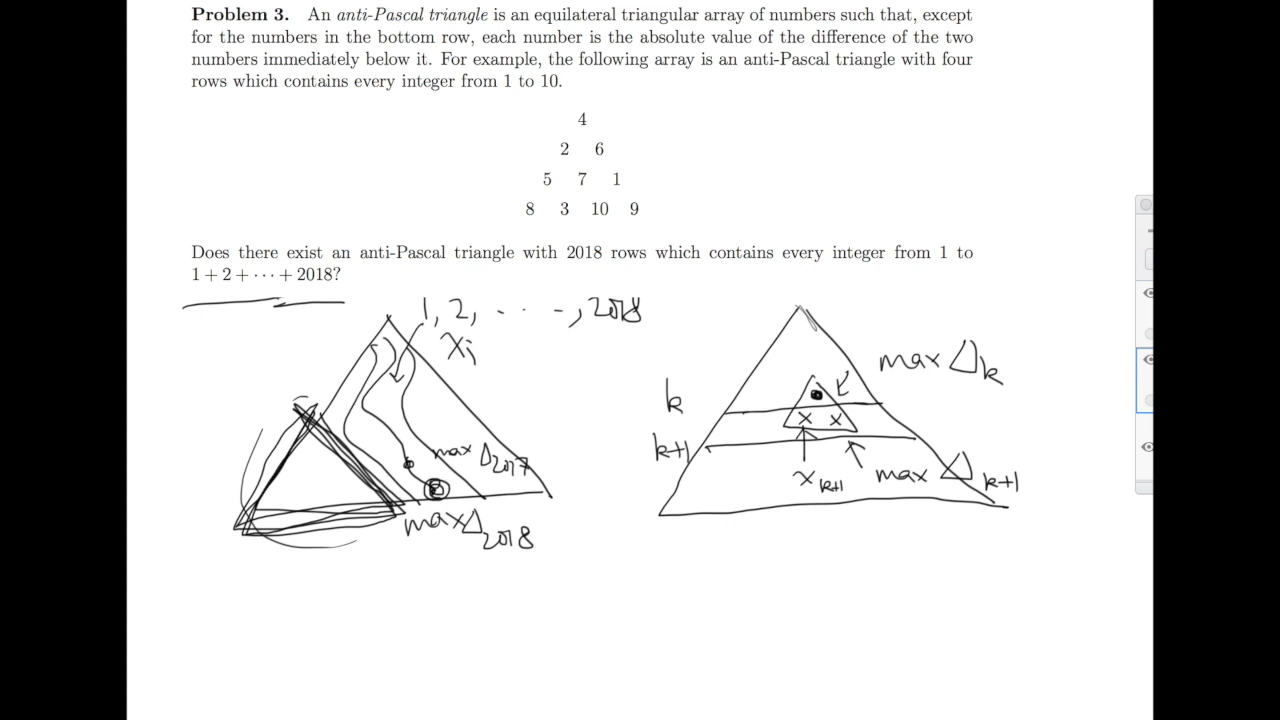 Problem 3. An anti-Pascal triangle is an equilateral triangular array of numbers such that, except
for the numbers in the bottom row, each number is the absolute value of the difference of the two
numbers immediately below it. For example, the following array is an anti-Pascal triangle with four
rows which contains every integer from 1 to 10.
4
2 6
5 7 1
8 3 10 9
Does there exist an anti-Pascal triangle with 2018 rows which contains every integer from 1 to
1 + 2 + ⋯ + 2018?
1, 2, - · · -, 2018
xᵢ
max Δ₂₀₁₇
max Δ₂₀₁₈
max Δₖ
k
k+1
x x
xₖ₊₁
max Δₖ₊₁